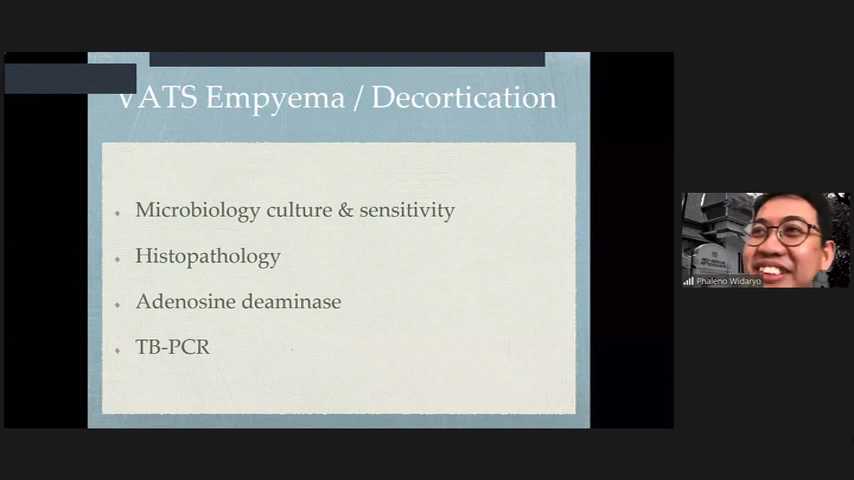 VATS Empyema / Decortication
Microbiology culture & sensitivity
Histopathology
Adenosine deaminase
TB-PCR
Phaleno Widaryo